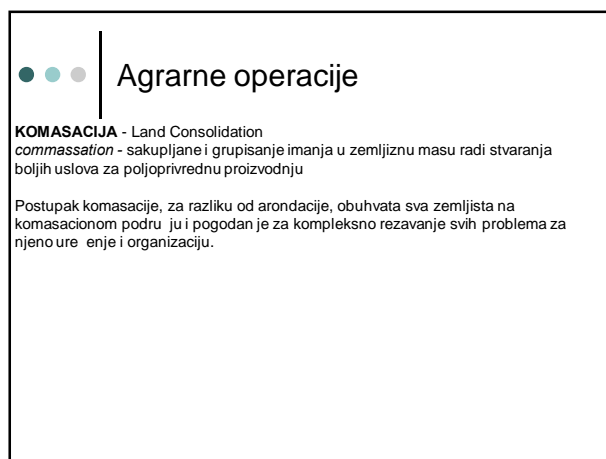 Agrarne operacije
KOMASACIJA - Land Consolidation
commassation - sakupljane i grupisanje imanja u zemljiznu masu radi stvaranja
boljih uslova za poljoprivrednu proizvodnju
Postupak komasacije, za razliku od arondacije, obuhvata sva zemljista na
komasacionom podru ju i pogodan je za kompleksno rezavanje svih problema za
njeno ure enje i organizaciju.